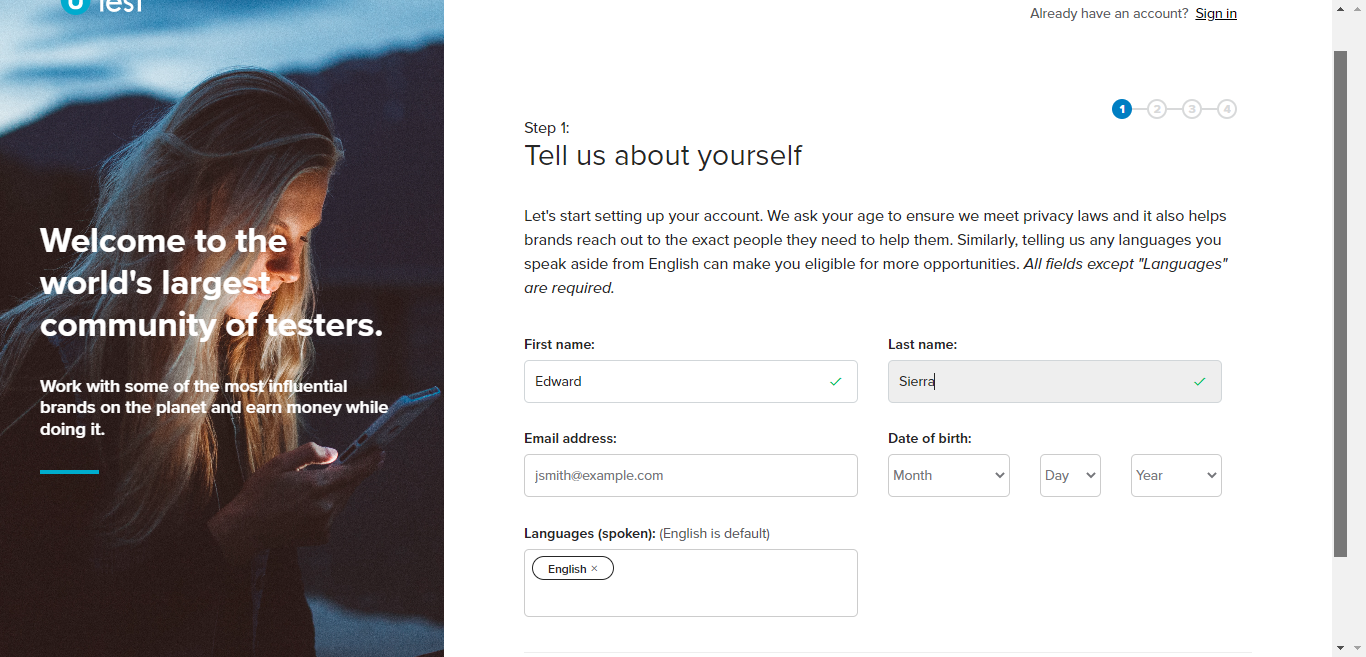 Test
Already have an account? Sign in
1 2 3 4
Step 1:
Tell us about yourself
Let's start setting up your account. We ask your age to ensure we meet privacy laws and it also helps
brands reach out to the exact people they need to help them. Similarly, telling us any languages you
speak aside from English can make you eligible for more opportunities. All fields except "Languages"
are required.
Welcome to the
world's largest
community of testers.
Work with some of the most influential
brands on the planet and earn money while
doing it.
First name:
Edward
Last name:
Sierra
Email address:
jsmith@example.com
Date of birth:
Month Day Year
Languages (spoken): (English is default)
English ×